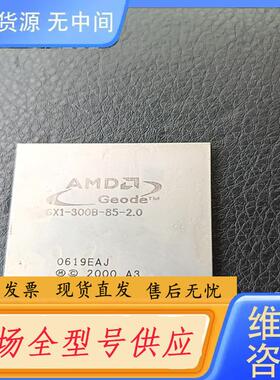 货源 无中间
AMD
Geode™
GX1-300B-85-2.0
0619EAJ
Ⓜ © 2000 A3
发 现货直发 售后无忧
场全型号供应
维
咨